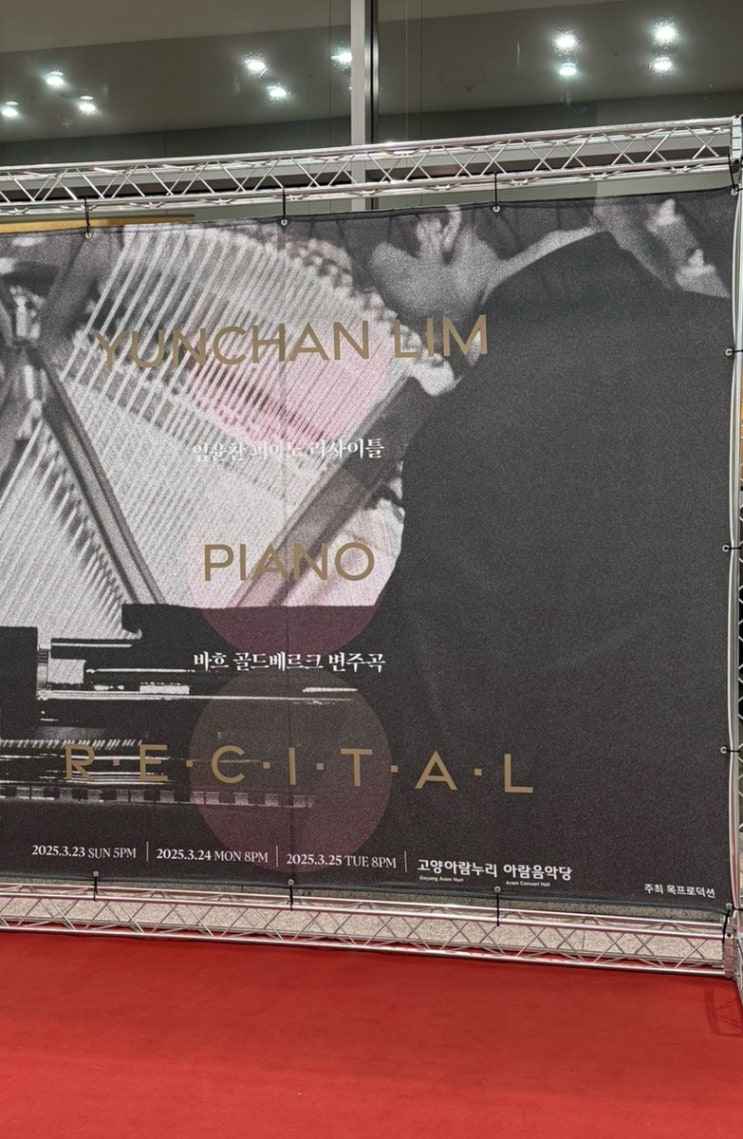 YUNCHAN LIM
임윤찬 피아노 리사이틀
PIANO
바흐 골드베르크 변주곡
R·E·C·I·T·A·L
2025.3.23 SUN 5PM | 2025.3.24 MON 8PM | 2025.3.25 TUE 8PM | 고양아람누리 아람음악당
Goyang Aram Nuri Aram Concert Hall
주최 목프로덕션